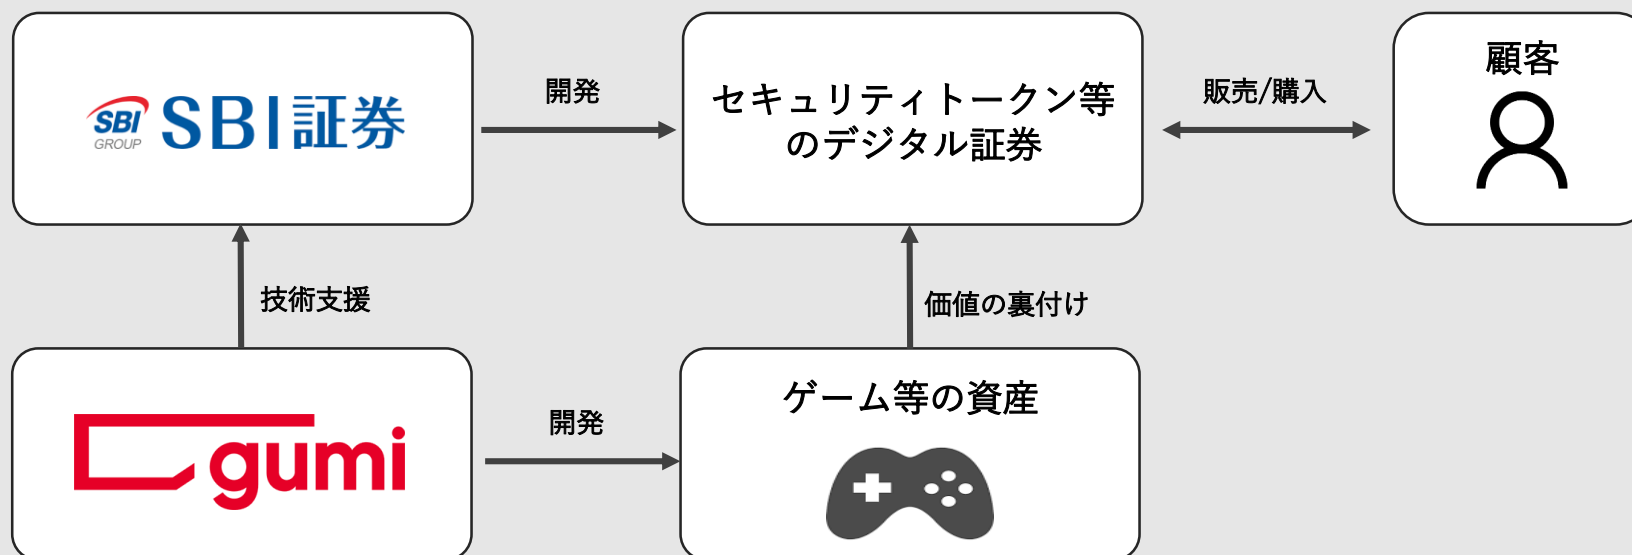 SBI
GROUP
SBI証券
開発
セキュリティトークン等
のデジタル証券
販売/購入
顧客
技術支援
価値の裏付け
gumi
開発
ゲーム等の資産